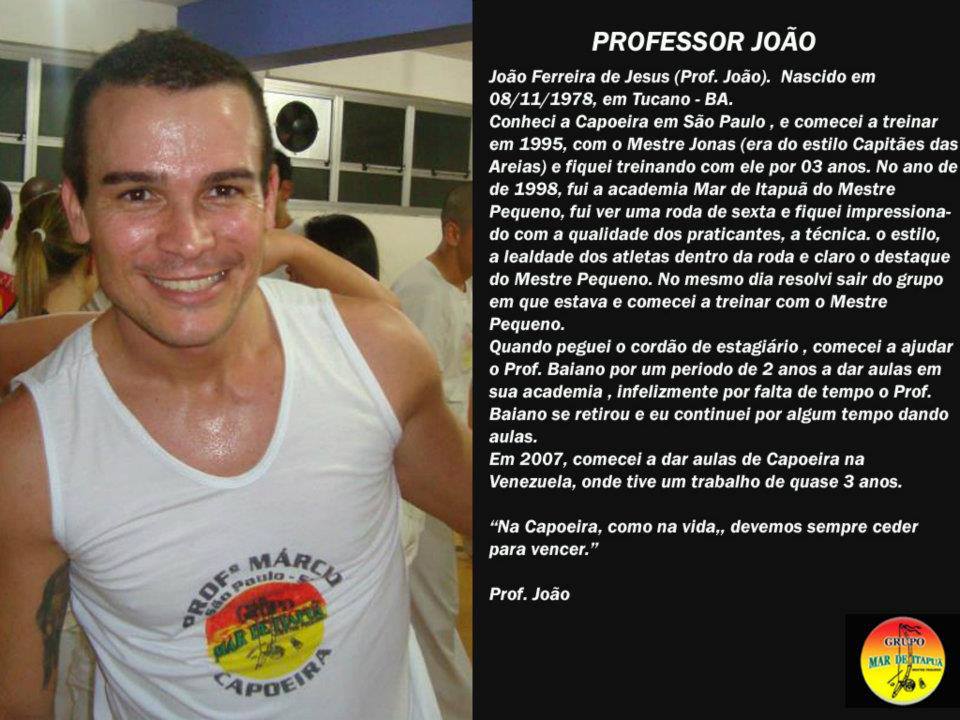 PROFESSOR JOÃO
João Ferreira de Jesus (Prof. João). Nascido em
08/11/1978, em Tucano - BA.
Conheci a Capoeira em São Paulo , e comecei a treinar
em 1995, com o Mestre Jonas (era do estilo Capitães das
Areias) e fiquei treinando com ele por 03 anos. No ano de
de 1998, fui a academia Mar de Itapuã do Mestre
Pequeno, fui ver uma roda de sexta e fiquei impressiona-
do com a qualidade dos praticantes, a técnica. o estilo,
a lealdade dos atletas dentro da roda e claro o destaque
do Mestre Pequeno. No mesmo dia resolvi sair do grupo
em que estava e comecei a treinar com o Mestre
Pequeno.
Quando peguei o cordão de estagiário , comecei a ajudar
o Prof. Baiano por um periodo de 2 anos a dar aulas em
sua academia , infelizmente por falta de tempo o Prof.
Baiano se retirou e eu continuei por algum tempo dando
aulas.
Em 2007, comecei a dar aulas de Capoeira na
Venezuela, onde tive um trabalho de quase 3 anos.
“Na Capoeira, como na vida,, devemos sempre ceder
para vencer.”
Prof. João
PROFº MÁRCIO
São Paulo - S
GRUPO
MAR DE ITAPUÃ
CAPOEIRA
GRUPO
MAR DE ITAPUÃ